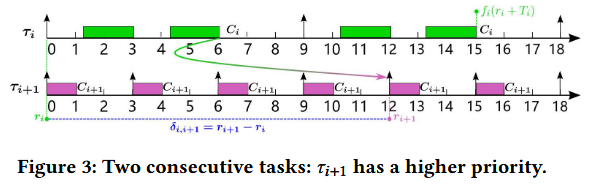 f_i(r_i + T_i)
τ_i C_i C_i
0 1 2 3 4 5 6 7 8 9 10 11 12 13 14 15 16 17 18
τ_{i+1} C_{i+1} C_{i+1} C_{i+1} C_{i+1} C_{i+1} C_{i+1}
0 1 2 3 4 5 6 7 8 9 10 11 12 13 14 15 16 17 18
r_i r_{i+1}
δ_{i,i+1} = r_{i+1} − r_i
Figure 3: Two consecutive tasks: τ_{i+1} has a higher priority.